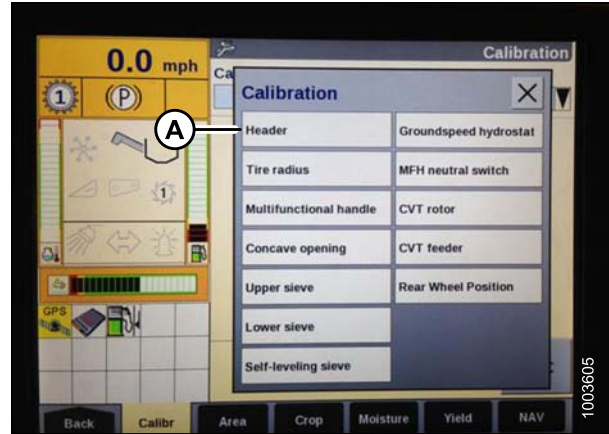 0.0 mph
Calibration
Ca
1
(P)
Calibration
X
A
Header
Groundspeed hydrostat
Tire radius
MFH neutral switch
Multifunctional handle
CVT rotor
1
Concave opening
CVT feeder
Upper sieve
Rear Wheel Position
Lower sieve
Self-leveling sieve
GPS
Back
Calibr
Area
Crop
Moisture
Yield
NAV
1003605